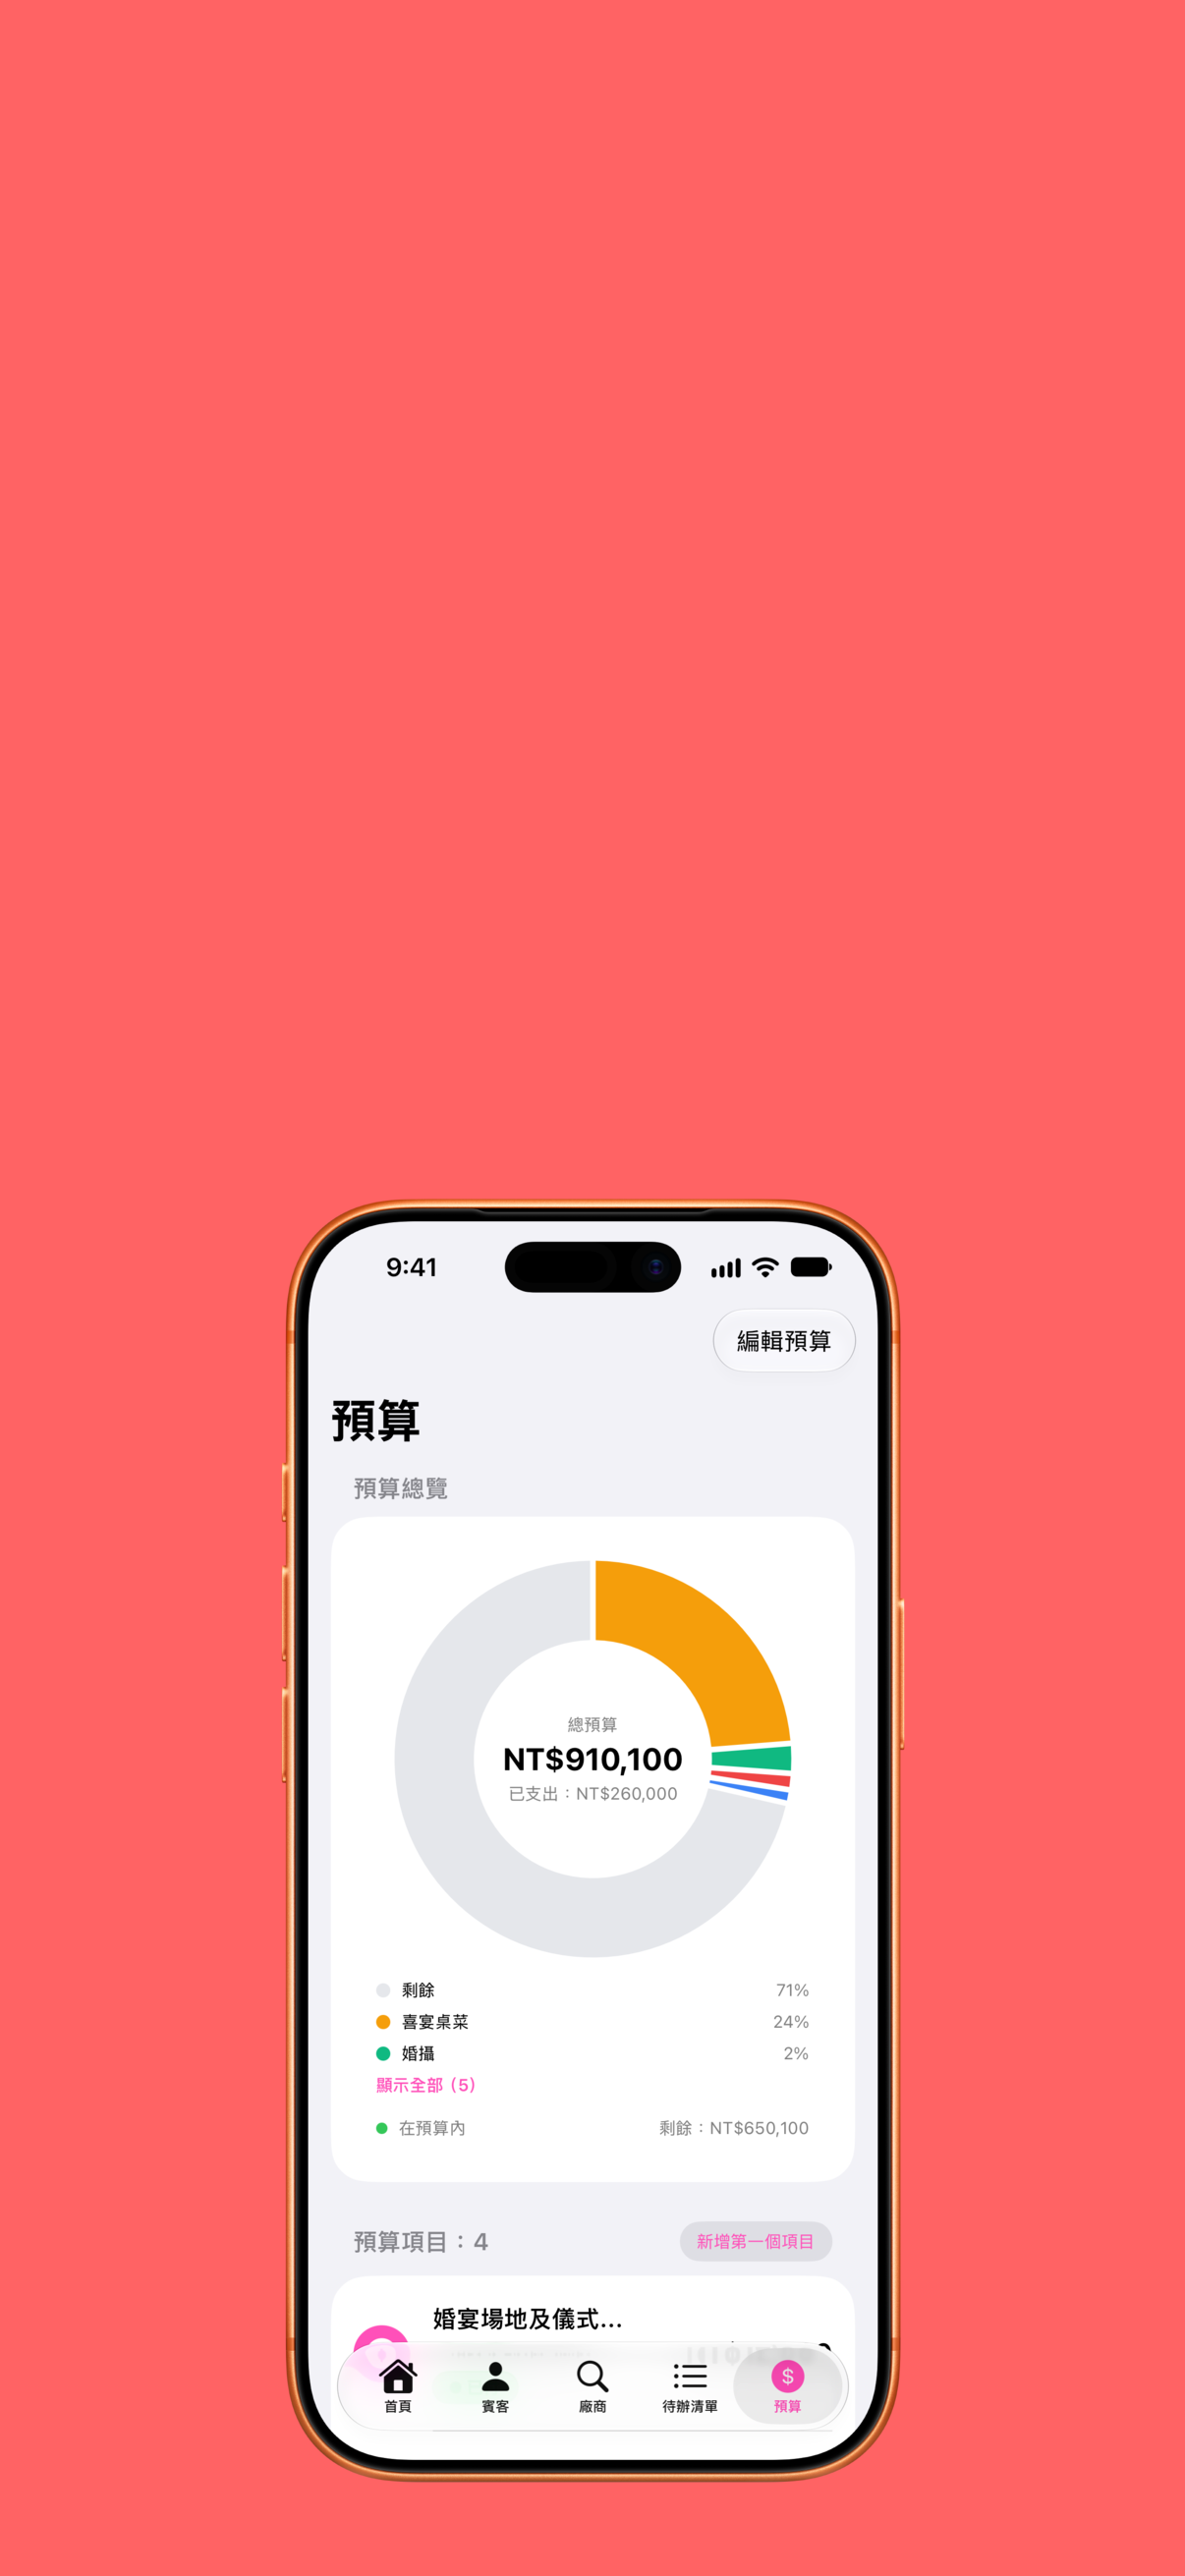 9:41
編輯預算
預算
預算總覽
總預算
NT$910,100
已支出：NT$260,000
剩餘 71%
喜宴桌菜 24%
婚攝 2%
顯示全部 (5)
在預算內 剩餘：NT$650,100
預算項目：4 新增第一個項目
婚宴場地及儀式...
首頁 賓客 廠商 待辦清單 預算